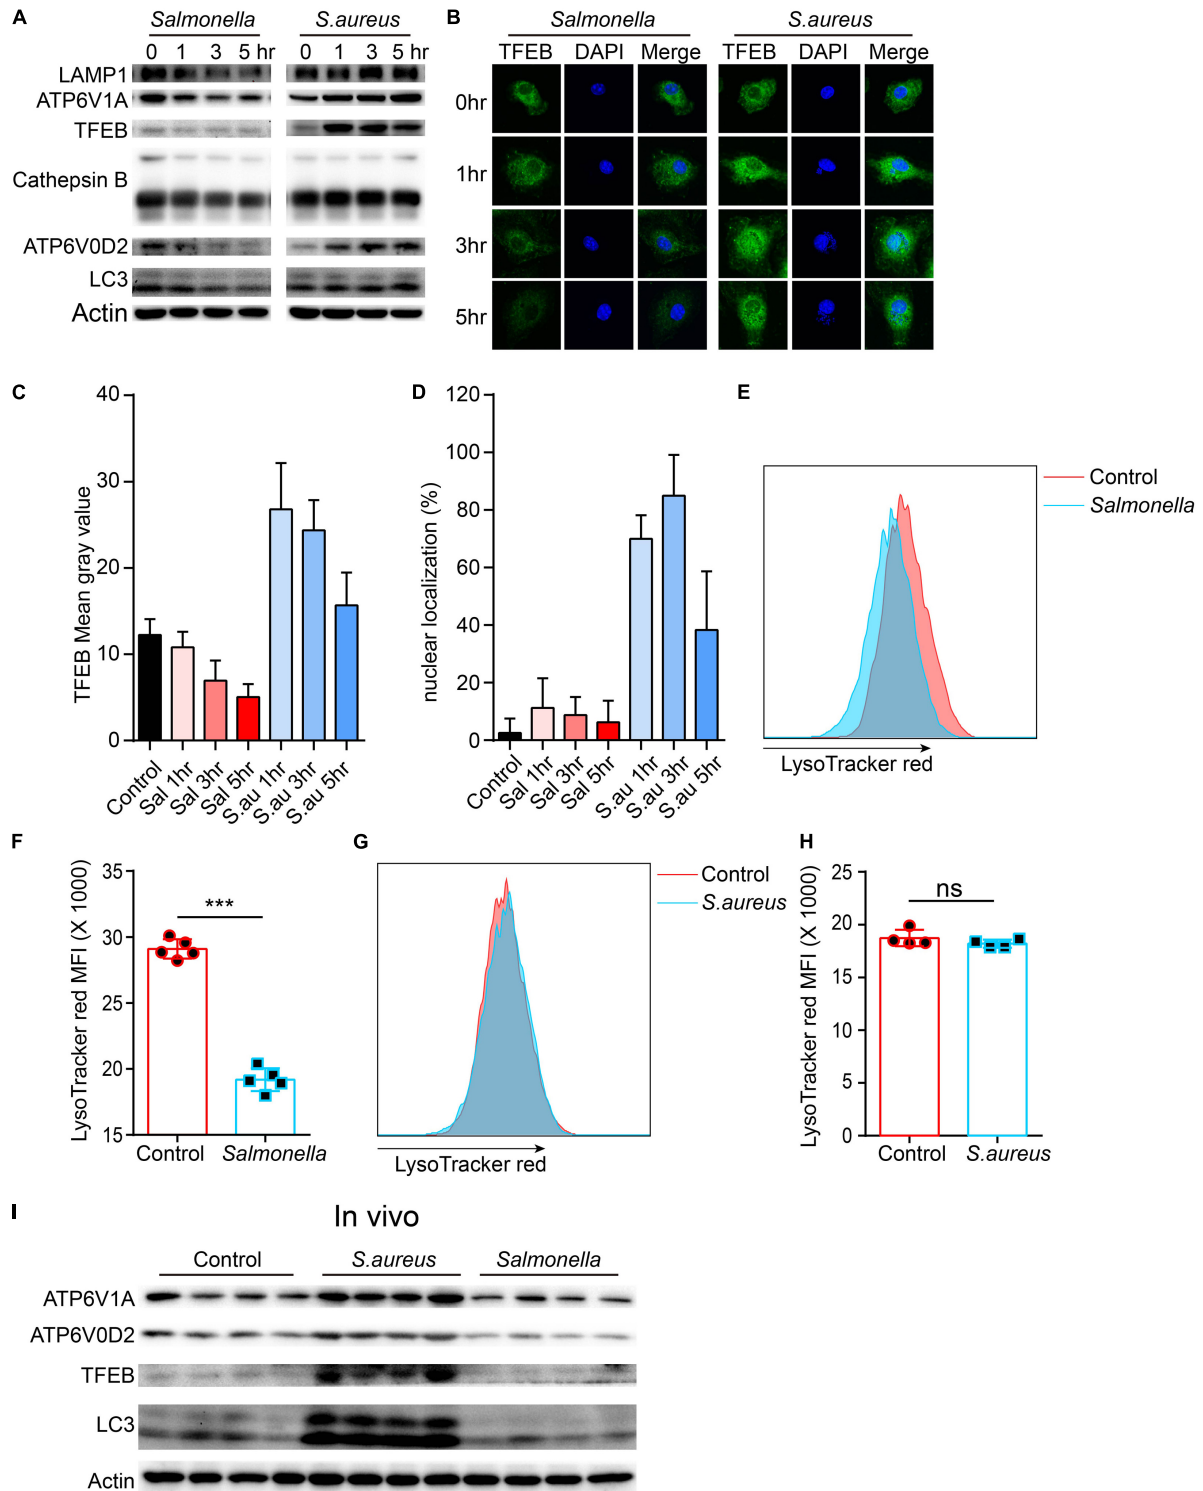 A
Salmonella
S.aureus
0 1 3 5 hr 0 1 3 5 hr
LAMP1
ATP6V1A
TFEB
Cathepsin B
ATP6V0D2
LC3
Actin
B
Salmonella
S.aureus
TFEB DAPI Merge TFEB DAPI Merge
0hr
1hr
3hr
5hr
C
TFEB Mean gray value
40
30
20
10
0
Control
Sal 1hr
Sal 3hr
Sal 5hr
S.au 1hr
S.au 3hr
S.au 5hr
D
nuclear localization (%)
120
100
80
60
40
20
0
Control
Sal 1hr
Sal 3hr
Sal 5hr
S.au 1hr
S.au 3hr
S.au 5hr
E
Control
Salmonella
LysoTracker red
F
LysoTracker red MFI (X 1000)
35
30
25
20
15
***
Control
Salmonella
G
Control
S.aureus
LysoTracker red
H
LysoTracker red MFI (X 1000)
25
20
15
10
5
0
ns
Control
S.aureus
I
In vivo
Control
S.aureus
Salmonella
ATP6V1A
ATP6V0D2
TFEB
LC3
Actin